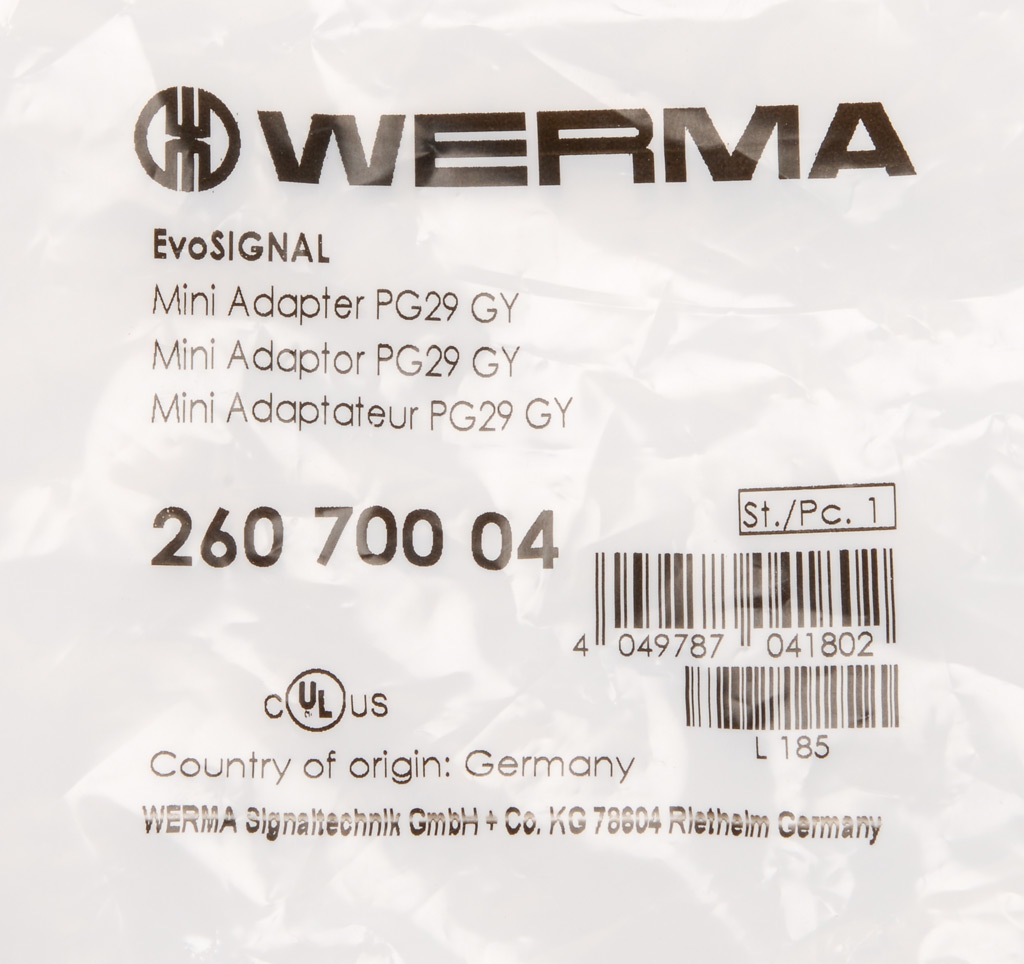 WERMA
EvoSIGNAL
Mini Adapter PG29 GY
Mini Adaptor PG29 GY
Mini Adaptateur PG29 GY
260 700 04
St./Pc. 1
4 049787 041802
L 185
c UL us
Country of origin: Germany
WERMA Signaltechnik GmbH + Co. KG 78604 Rietheim Germany